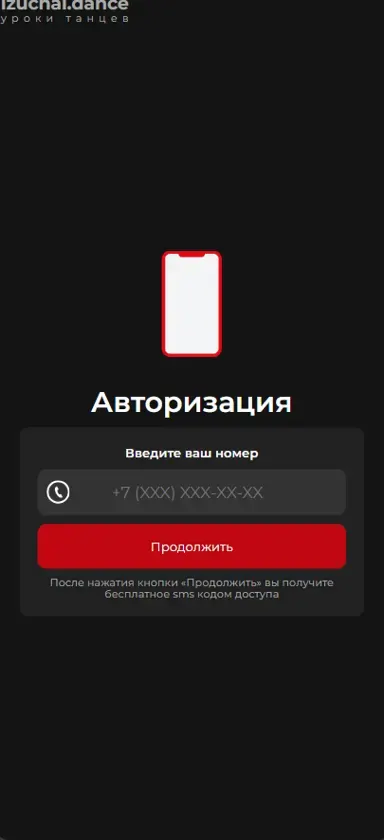 izuchai.dance
уроки танцев
Авторизация
Введите ваш номер
+7 (XXX) XXX-XX-XX
Продолжить
После нажатия кнопки «Продолжить» вы получите
бесплатное sms кодом доступа